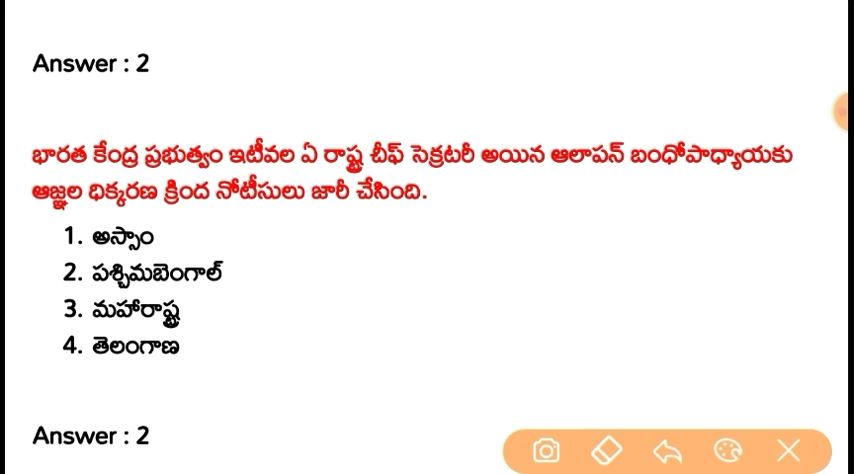 Answer : 2
భారత కేంద్ర ప్రభుత్వం ఇటీవల ఏ రాష్ట్ర చీఫ్ సెక్రటరీ అయిన ఆలాపన్ బంధోపాధ్యాయకు
ఆజ్ఞల ధిక్కరణ క్రింద నోటీసులు జారీ చేసింది.
1. అస్సాం
2. పశ్చిమబెంగాల్
3. మహారాష్ట్ర
4. తెలంగాణ
Answer : 2